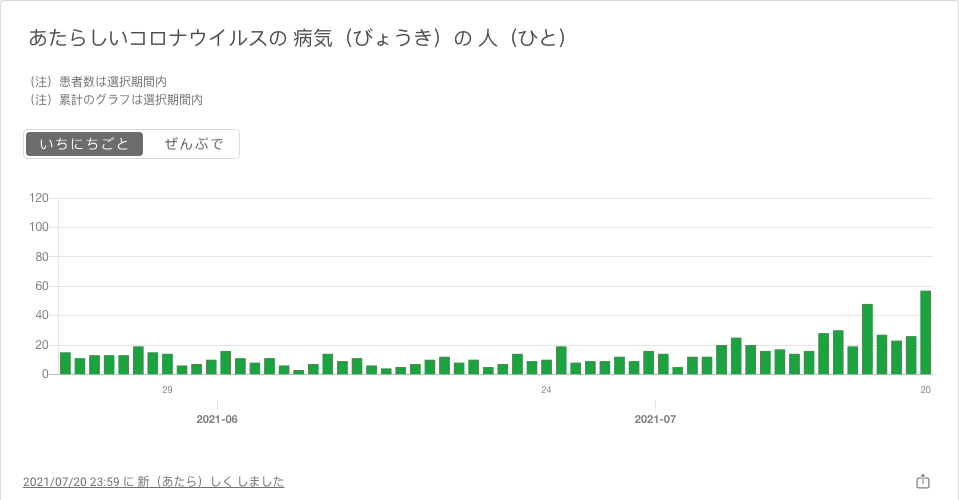 あたらしいコロナウイルスの 病気（びょうき）の 人（ひと）
（注）患者数は選択期間内
（注）累計のグラフは選択期間内
いちにちごと ぜんぶで
120
100
80
60
40
20
0
29 24 20
2021-06 2021-07
2021/07/20 23:59 に 新（あたら）しく しました